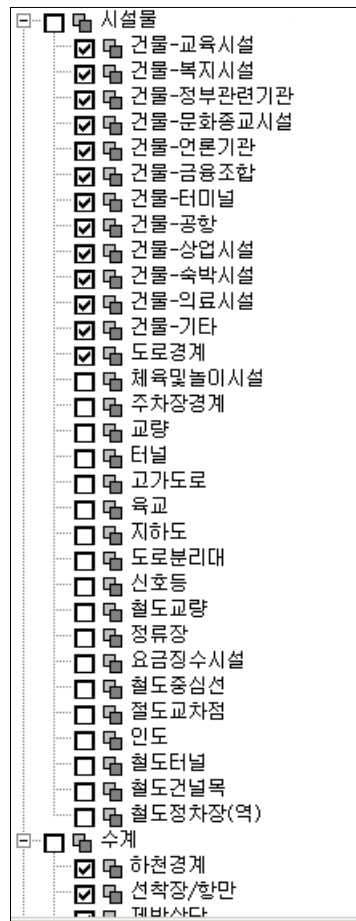 시설물
건물-교육시설
건물-복지시설
건물-정부관련기관
건물-문화종교시설
건물-언론기관
건물-금융조합
건물-터미널
건물-공항
건물-상업시설
건물-숙박시설
건물-의료시설
건물-기타
도로경계
체육및놀이시설
주차장경계
교량
터널
고가도로
육교
지하도
도로분리대
신호등
철도교량
정류장
요금징수시설
철도중심선
절도교차점
인도
철도터널
철도건널목
철도정차장(역)
수계
하천경계
선착장/항만